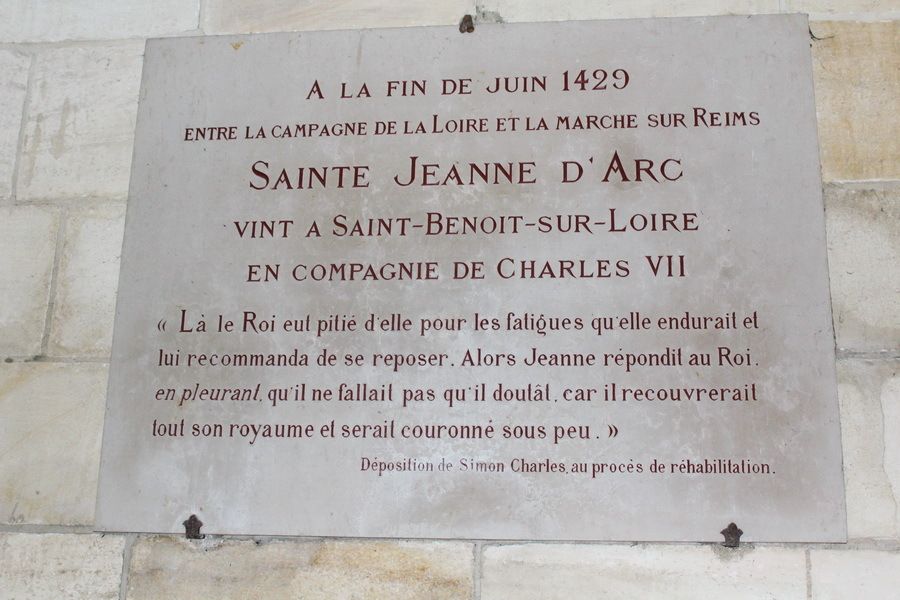 A LA FIN DE JUIN 1429
ENTRE LA CAMPAGNE DE LA LOIRE ET LA MARCHE SUR REIMS
SAINTE JEANNE D'ARC
VINT A SAINT-BENOIT-SUR-LOIRE
EN COMPAGNIE DE CHARLES VII
« Là le Roi eut pitié d'elle pour les fatigues qu'elle endurait et
lui recommanda de se reposer. Alors Jeanne répondit au Roi,
en pleurant, qu'il ne fallait pas qu'il doutât, car il recouvrerait
tout son royaume et serait couronné sous peu. »
Déposition de Simon Charles, au procès de réhabilitation.